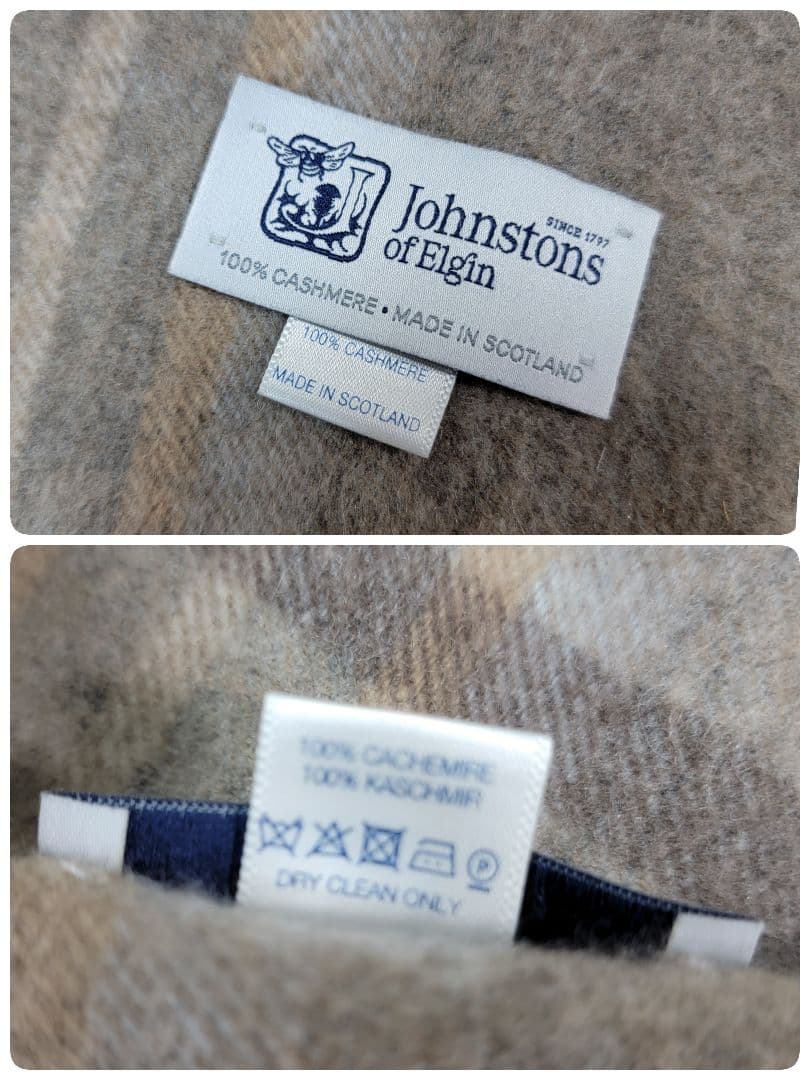 Johnstons
SINCE 1797
of Elgin
100% CASHMERE • MADE IN SCOTLAND
100% CASHMERE
MADE IN SCOTLAND
100% CACHEMIRE
100% KASCHMIR
P
DRY CLEAN ONLY